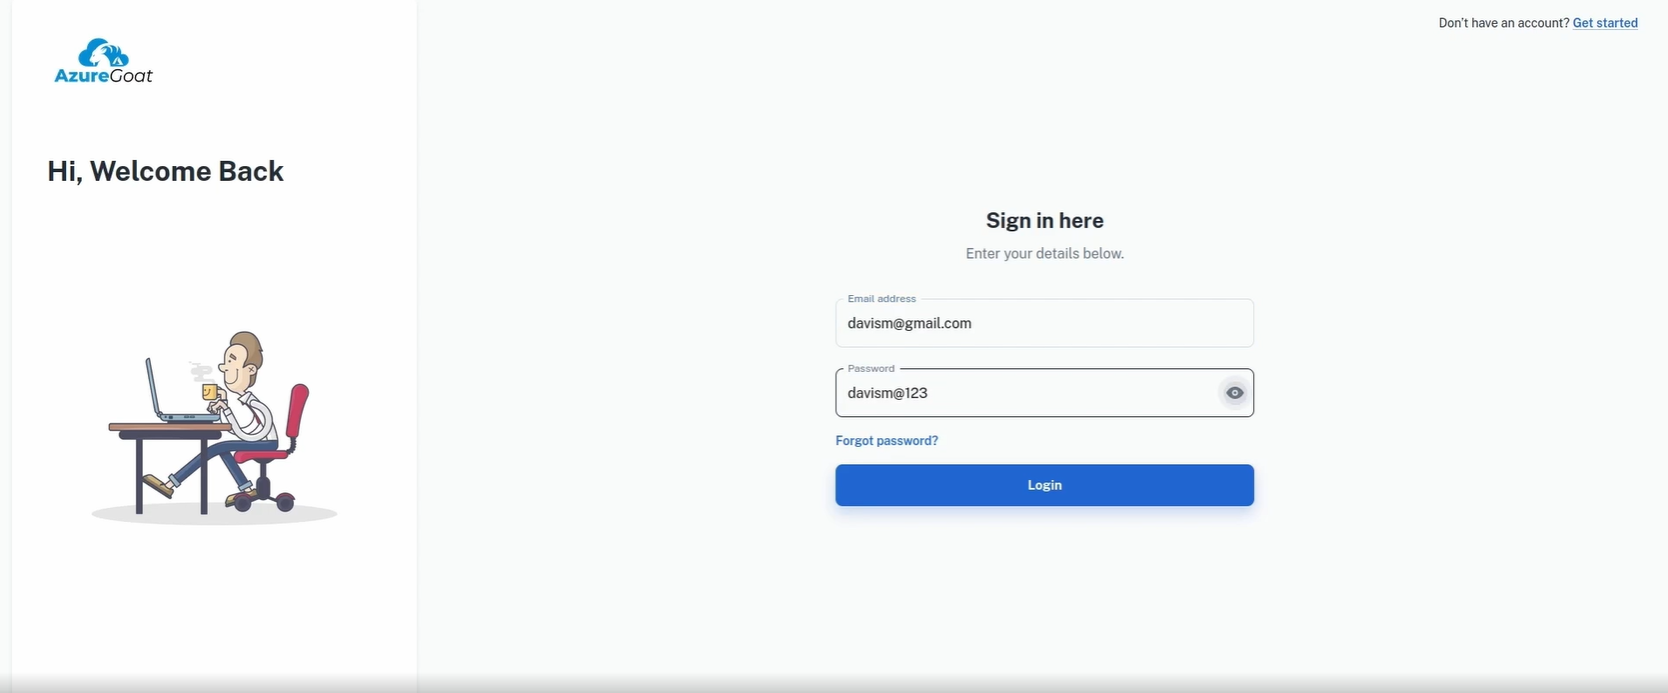 Don't have an account? Get started
AzureGoat
Hi, Welcome Back
Sign in here
Enter your details below.
Email address
davism@gmail.com
Password
davism@123
Forgot password?
Login